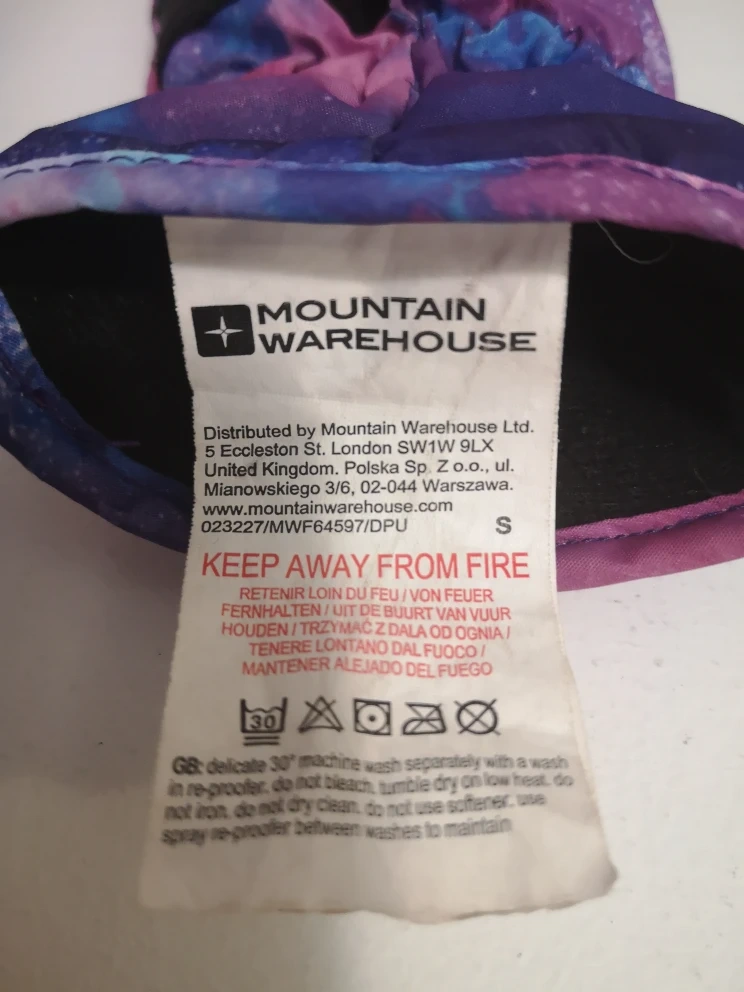 MOUNTAIN
WAREHOUSE
Distributed by Mountain Warehouse Ltd.
5 Eccleston St. London SW1W 9LX
United Kingdom. Polska Sp. Z o.o., ul.
Mianowskiego 3/6, 02-044 Warszawa.
www.mountainwarehouse.com
023227/MWF64597/DPU S
KEEP AWAY FROM FIRE
RETENIR LOIN DU FEU / VON FEUER
FERNHALTEN / UIT DE BUURT VAN VUUR
HOUDEN / TRZYMAĆ Z DALA OD OGNIA /
TENERE LONTANO DAL FUOCO /
MANTENER ALEJADO DEL FUEGO
30
GB: delicate 30° machine wash separately with a wash
in re-proofer, do not bleach, tumble dry on low heat, do
not iron, do not dry clean, do not use softener, use
spray re-proofer between washes to maintain